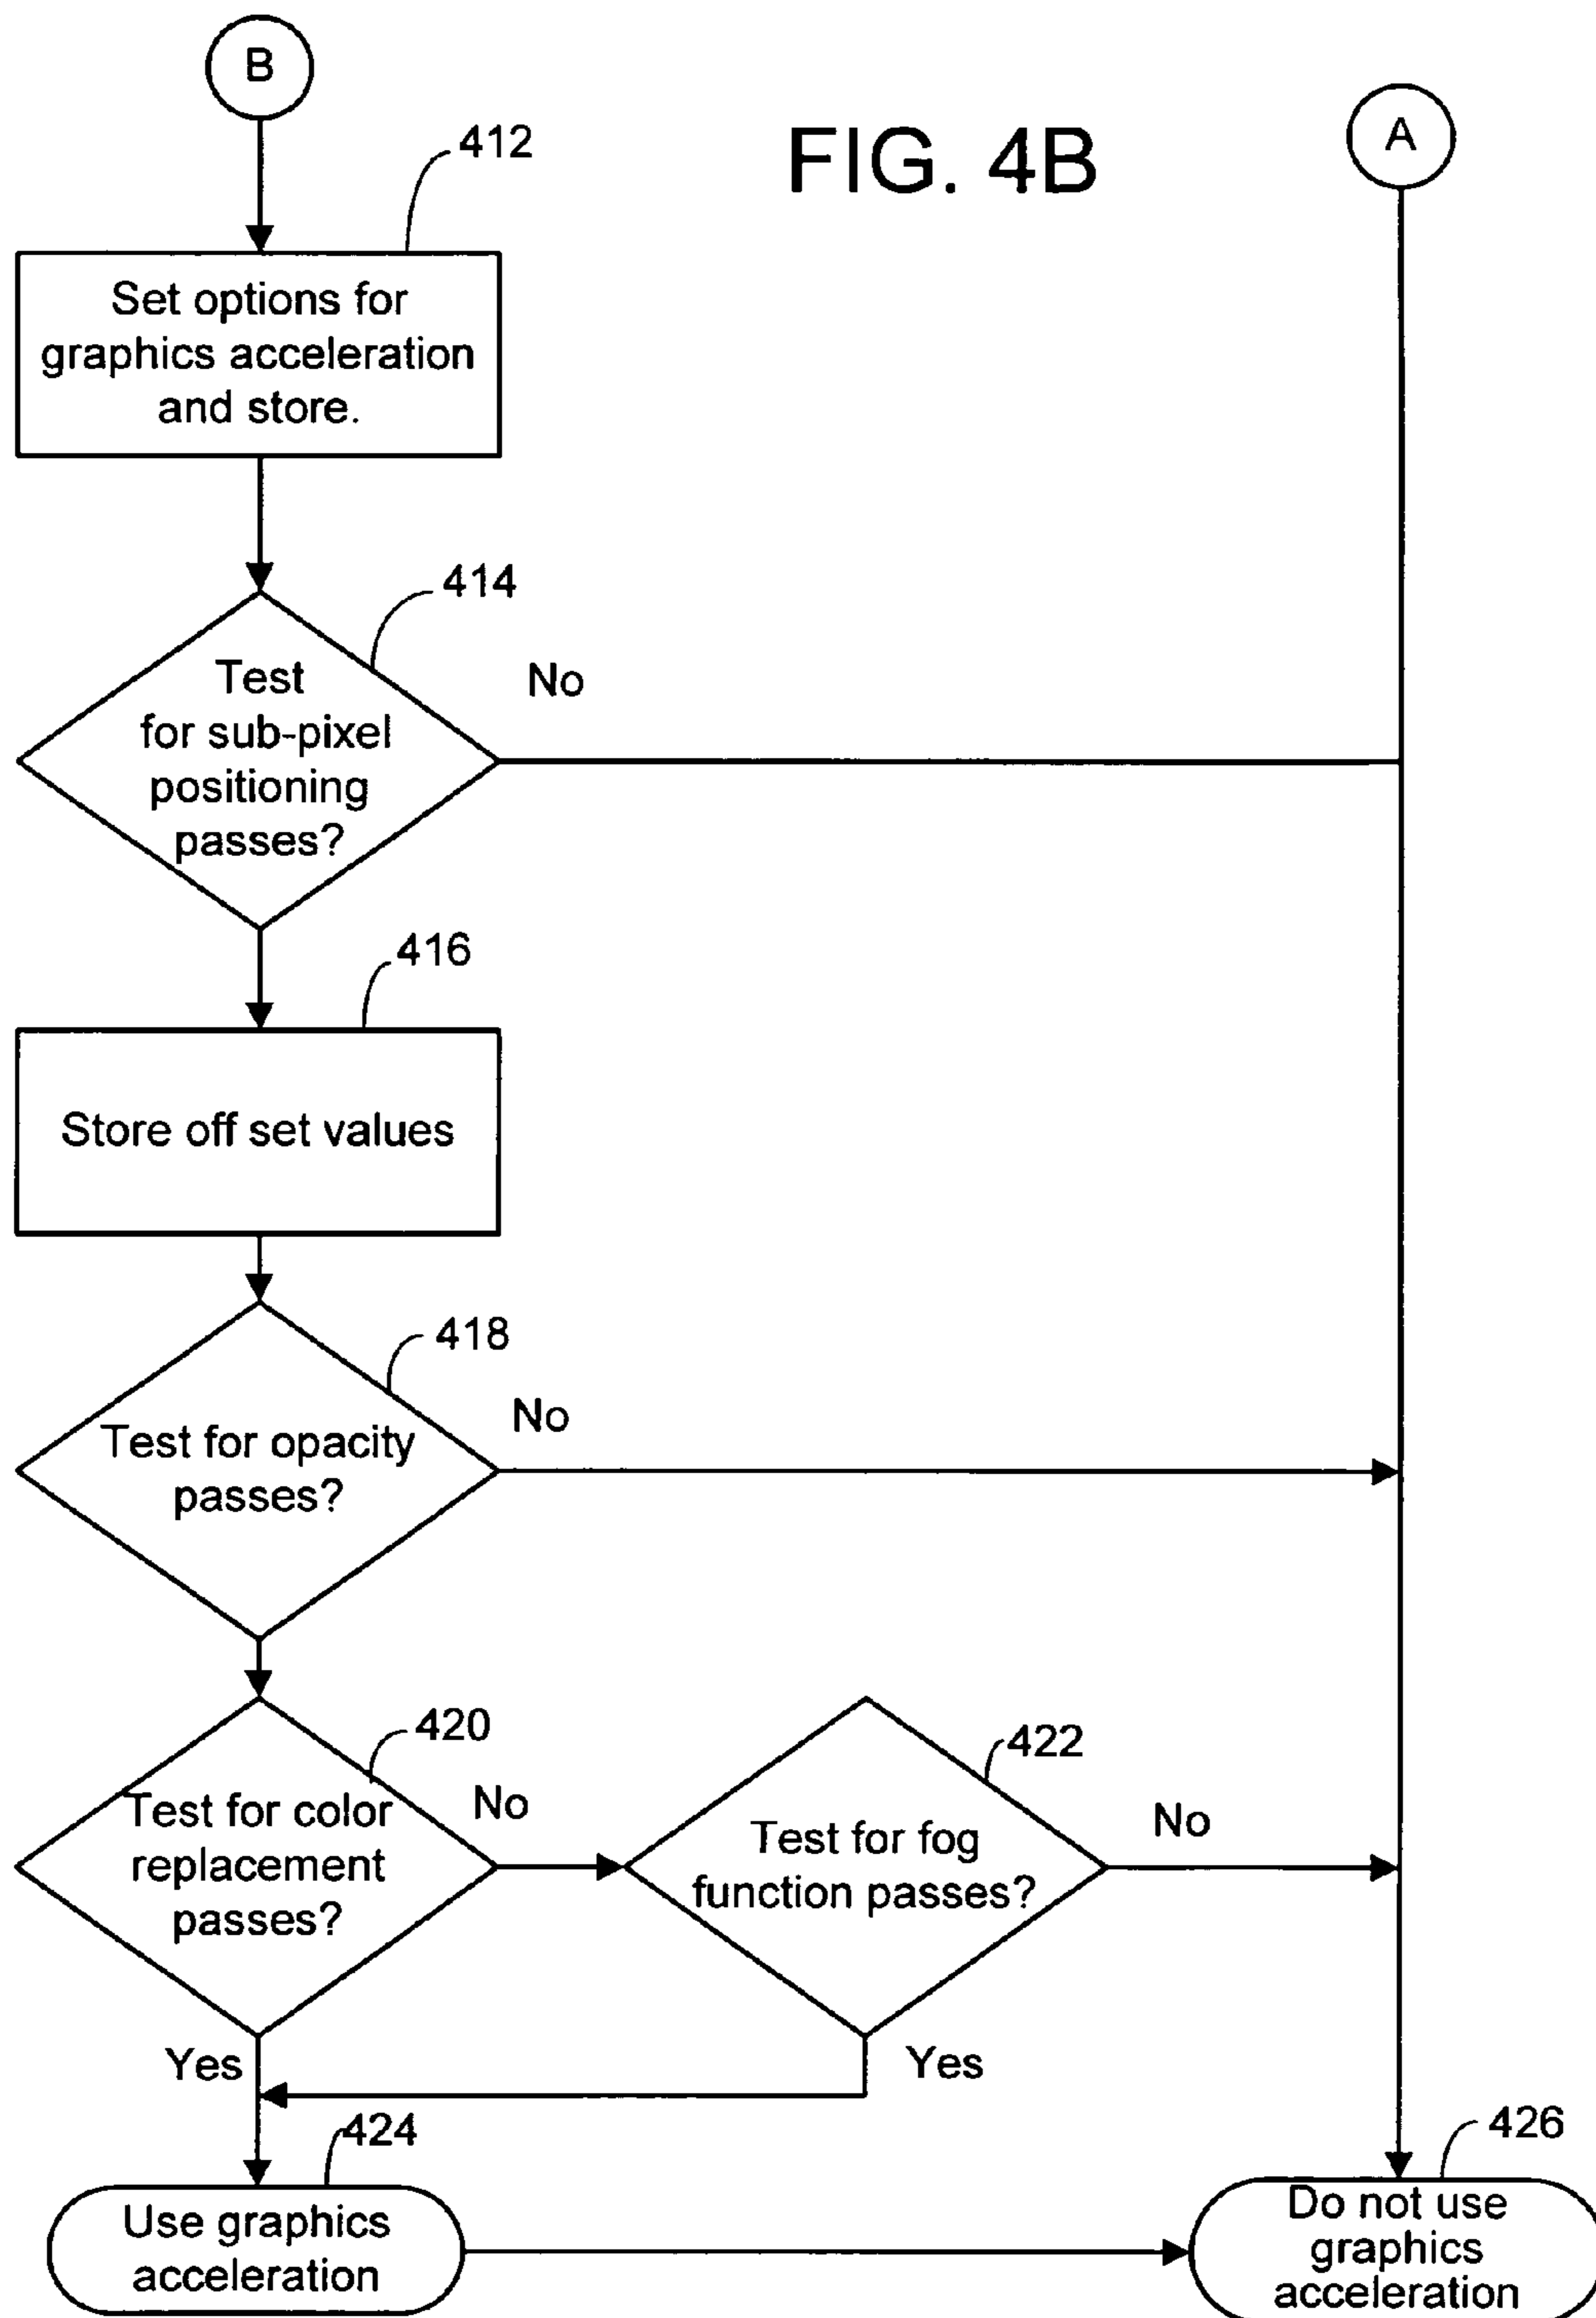 B
412
FIG. 4B
A
Set options for
graphics acceleration
and store.
414
No
Test
for sub-pixel
positioning
passes?
416
Store off set values
418
No
Test for opacity
passes?
420
No
Test for color
replacement
passes?
422
No
Test for fog
function passes?
Yes
Yes
424
426
Use graphics
acceleration
Do not use
graphics
acceleration